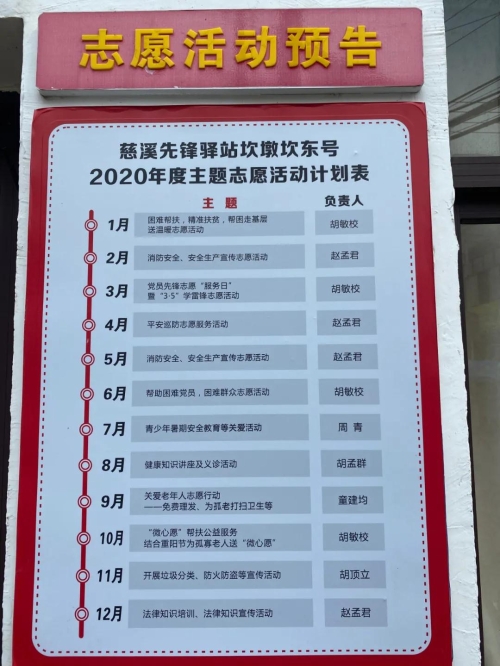 志愿活动预告
慈溪先锋驿站坎墩坎东号
2020年度主题志愿活动计划表
主题 负责人
1月 困难帮扶，精准扶贫，帮困走基层
送温暖志愿活动 胡敏校
2月 消防安全、安全生产宣传志愿活动 赵孟君
3月 党员先锋志愿“服务日”
暨“3·5”学雷锋志愿活动 胡敏校
4月 平安巡防志愿服务活动 赵孟君
5月 消防安全、安全生产宣传志愿活动 赵孟君
6月 帮助困难党员，困难群众志愿活动 胡敏校
7月 青少年暑期安全教育等关爱活动 周青
8月 健康知识讲座及义诊活动 胡孟群
9月 关爱老年人志愿行动
——免费理发、为孤老打扫卫生等 童建均
10月 “微心愿”帮扶公益服务
结合重阳节为孤寡老人送“微心愿” 胡敏校
11月 开展垃圾分类、防火防盗等宣传活动 胡顶立
12月 法律知识培训、法律知识宣传活动 赵孟君